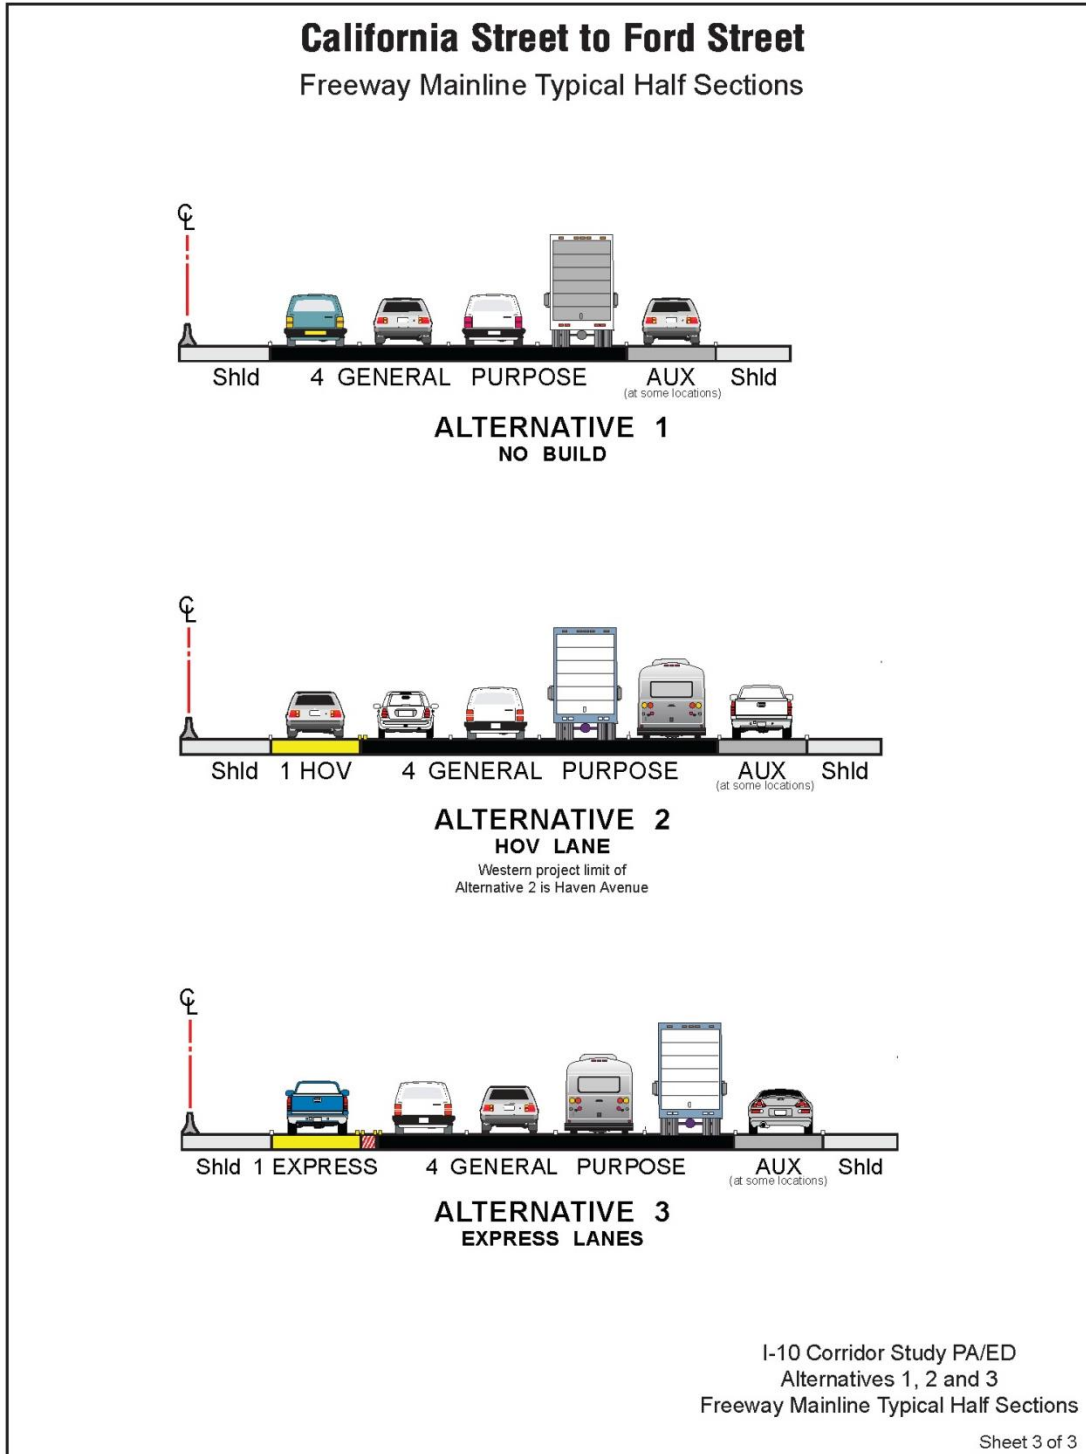 California Street to Ford Street
Freeway Mainline Typical Half Sections
℄
Shld 4 GENERAL PURPOSE AUX Shld
(at some locations)
ALTERNATIVE 1
NO BUILD
℄
Shld 1 HOV 4 GENERAL PURPOSE AUX Shld
(at some locations)
ALTERNATIVE 2
HOV LANE
Western project limit of
Alternative 2 is Haven Avenue
℄
Shld 1 EXPRESS 4 GENERAL PURPOSE AUX Shld
(at some locations)
ALTERNATIVE 3
EXPRESS LANES
I-10 Corridor Study PA/ED
Alternatives 1, 2 and 3
Freeway Mainline Typical Half Sections
Sheet 3 of 3